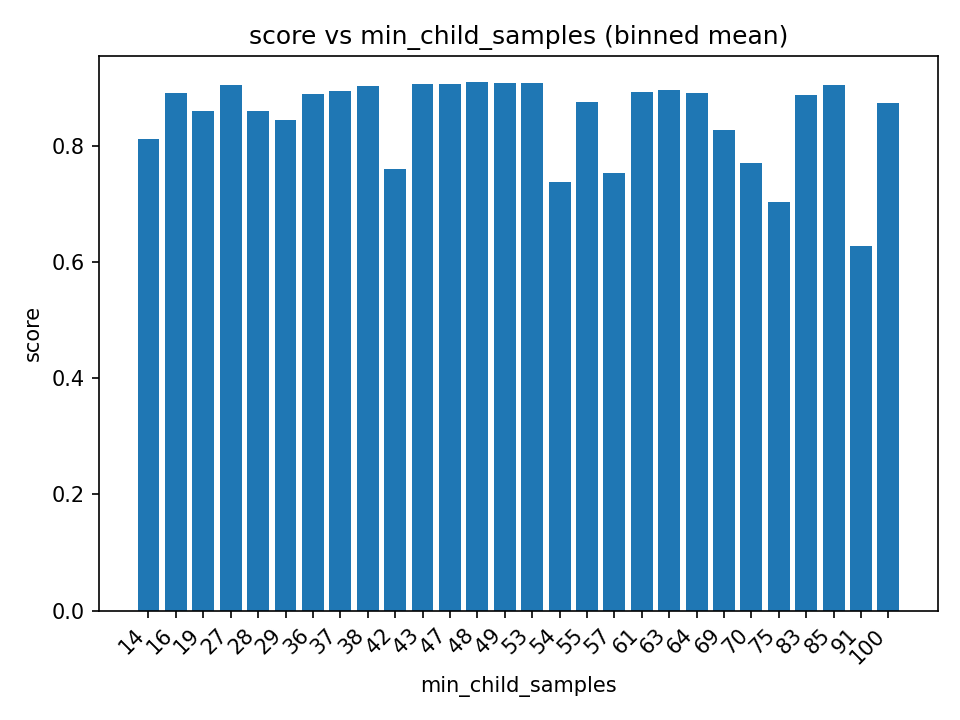 score vs min_child_samples (binned mean)
score
0.8
0.6
0.4
0.2
0.0
14 16 19 27 28 29 36 37 38 42 43 47 48 49 53 54 55 57 61 63 64 69 70 75 83 85 91 100
min_child_samples